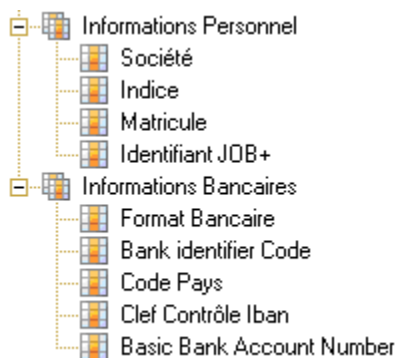 Informations Personnel
Société
Indice
Matricule
Identifiant JOB+
Informations Bancaires
Format Bancaire
Bank identifier Code
Code Pays
Clef Contrôle Iban
Basic Bank Account Number